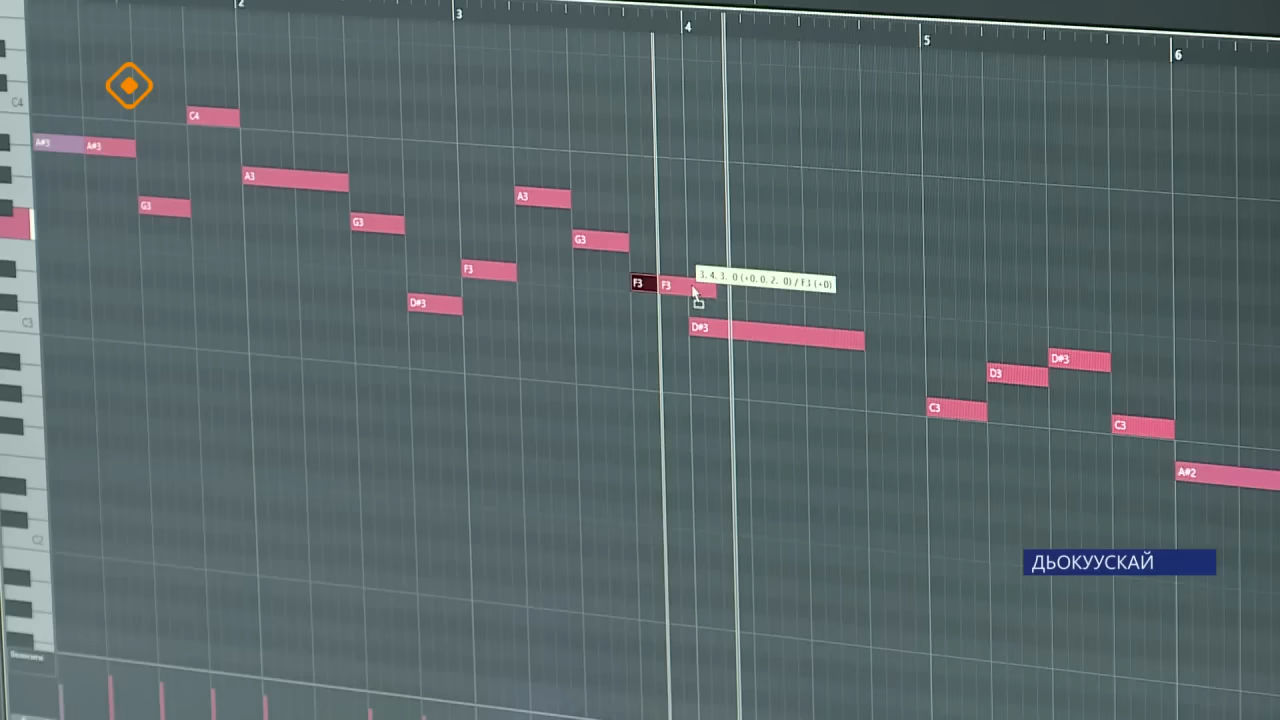 2
3
4
5
6
C4
C4
A#3
A#3
A3
G3
A3
G3
G3
F3
F3
F3
3. 4. 3. 0 (+0. 0. 2. 0) / F3 (+0)
D#3
C3
D#3
D#3
D3
C3
C3
A#2
C2
ДЬОКУУСКАЙ